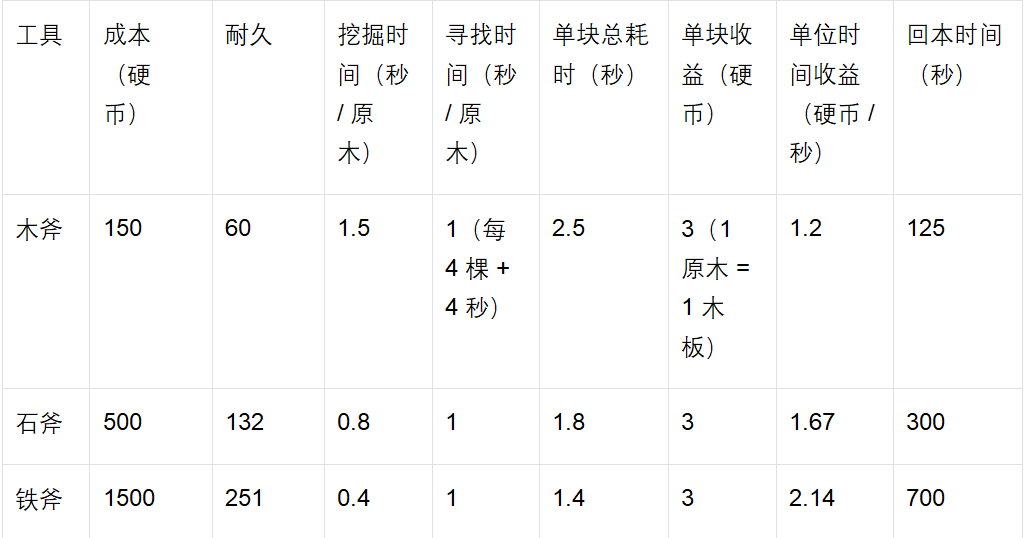 工具 成本（硬币） 耐久 挖掘时间（秒 / 原木） 寻找时间（秒 / 原木） 单块总耗时（秒） 单块收益（硬币） 单位时间收益（硬币 / 秒） 回本时间（秒）
木斧 150 60 1.5 1（每 4 棵 + 4 秒） 2.5 3（1 原木 = 1 木板） 1.2 125
石斧 500 132 0.8 1 1.8 3 1.67 300
铁斧 1500 251 0.4 1 1.4 3 2.14 700